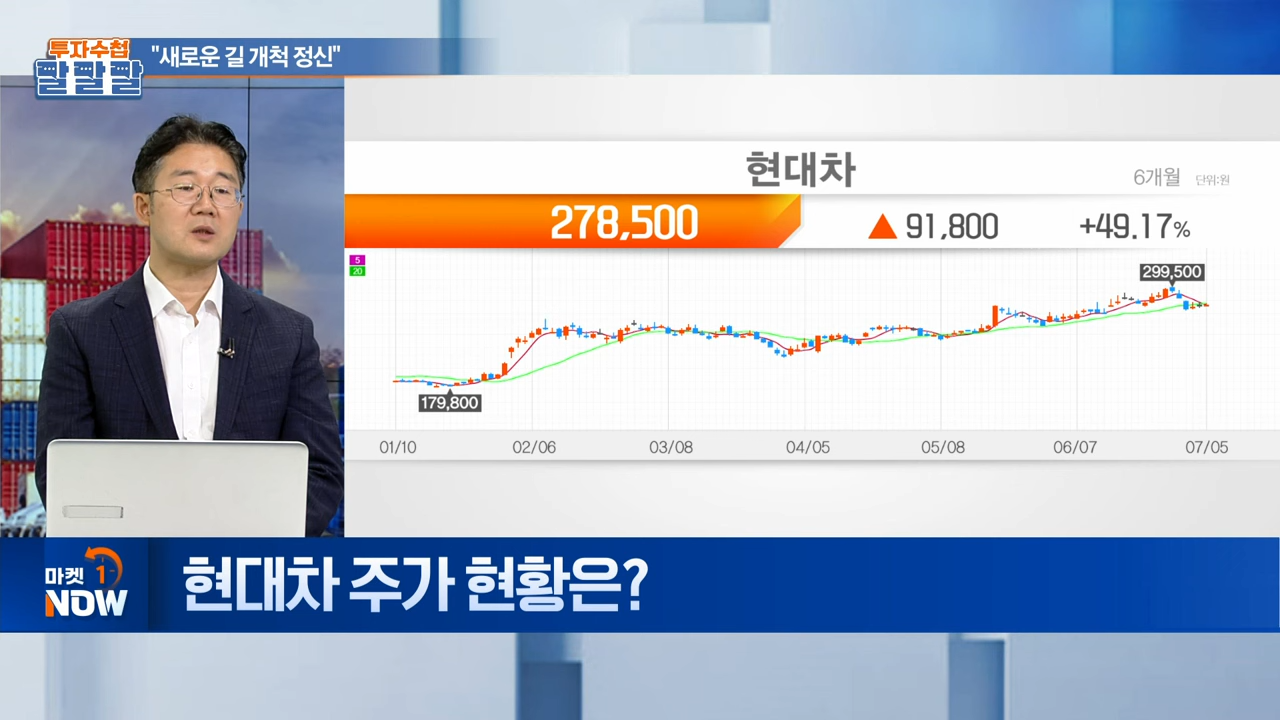 투자수첩
팔팔팔
"새로운 길 개척 정신"
현대차
6개월 단위:원
278,500 ▲ 91,800 +49.17%
5
20
299,500
179,800
01/10 02/06 03/08 04/05 05/08 06/07 07/05
마켓 1
NOW
현대차 주가 현황은?